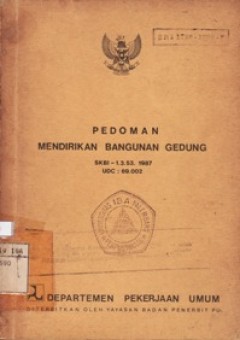 PEDOMAN
MENDIRIKAN BANGUNAN GEDUNG
SKBI - 1.3.53. 1987
UDC : 69.002
DEPARTEMEN PEKERJAAN UMUM
DITERBITKAN OLEH YAYASAN BADAN PENERBIT PU